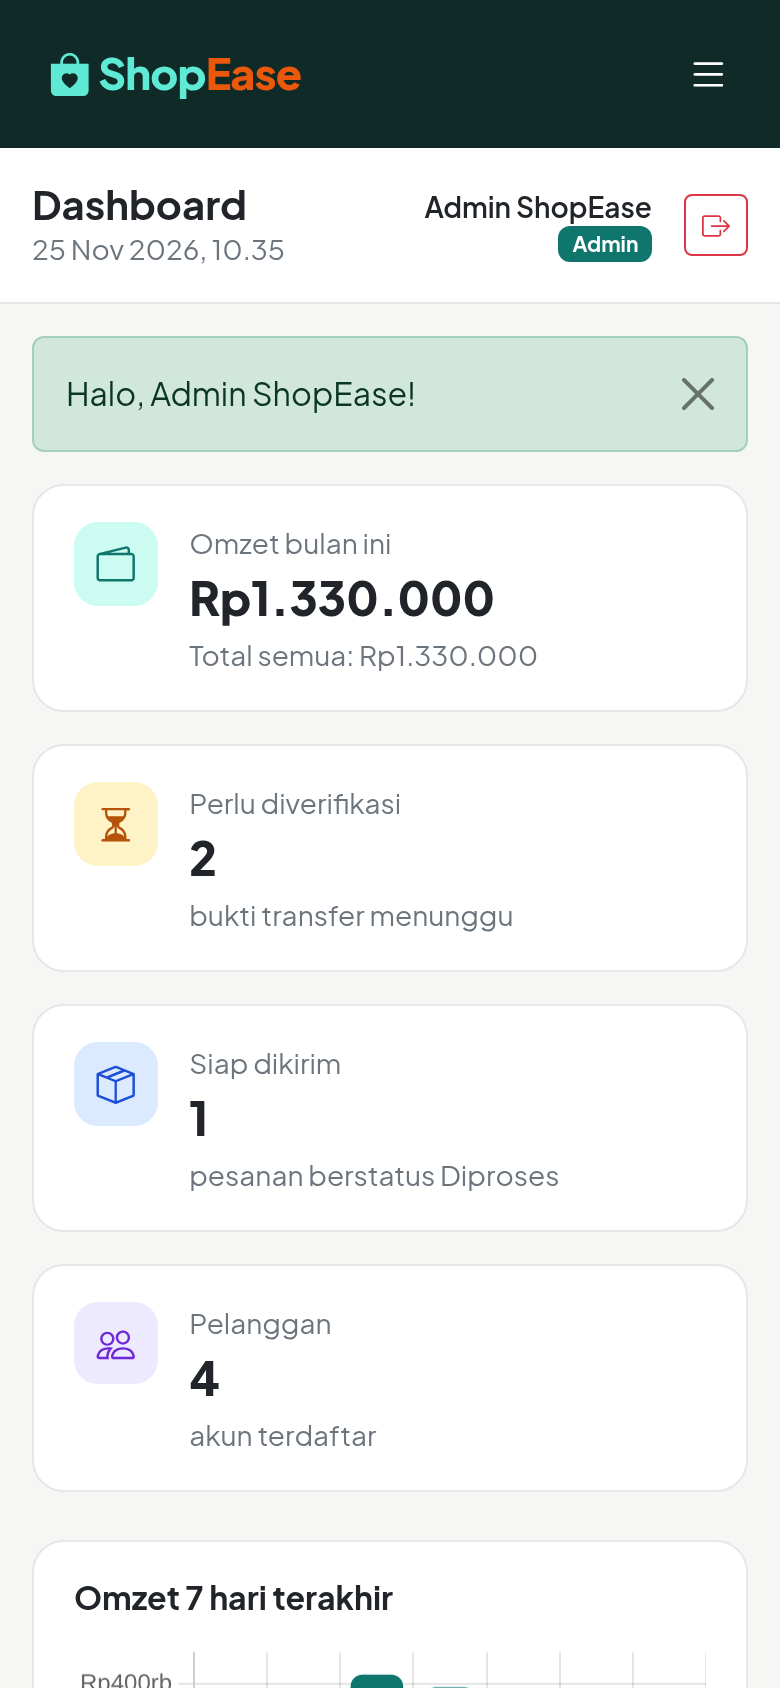 ShopEase
Dashboard
25 Nov 2026, 10.35
Admin ShopEase
Admin
Halo, Admin ShopEase!
Omzet bulan ini
Rp1.330.000
Total semua: Rp1.330.000
Perlu diverifikasi
2
bukti transfer menunggu
Siap dikirim
1
pesanan berstatus Diproses
Pelanggan
4
akun terdaftar
Omzet 7 hari terakhir
Rp400rb